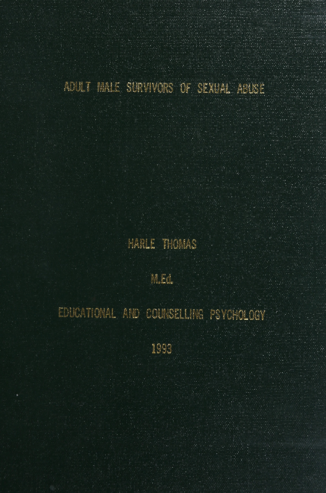 ADULT MALE SURVIVORS OF SEXUAL ABUSE
HARLE THOMAS
M.Ed.
EDUCATIONAL AND COUNSELLING PSYCHOLOGY
1993